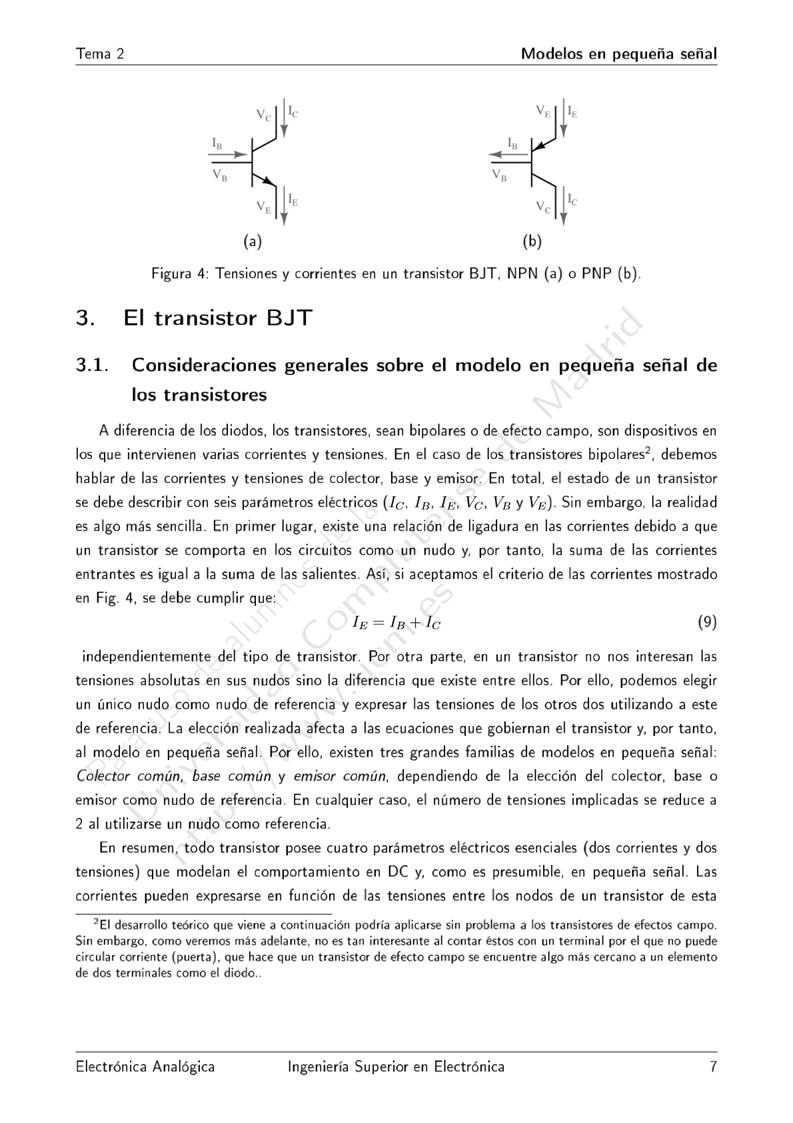 Tema 2 Modelos en pequeña señal
V_C I_C
I_B
V_B
V_E I_E
V_E I_E
I_B
V_B
V_C I_C
(a) (b)
Figura 4: Tensiones y corrientes en un transistor BJT, NPN (a) o PNP (b).
3. El transistor BJT
3.1. Consideraciones generales sobre el modelo en pequeña señal de
los transistores
A diferencia de los diodos, los transistores, sean bipolares o de efecto campo, son dispositivos en
los que intervienen varias corrientes y tensiones. En el caso de los transistores bipolares², debemos
hablar de las corrientes y tensiones de colector, base y emisor. En total, el estado de un transistor
se debe describir con seis parámetros eléctricos (I_C, I_B, I_E, V_C, V_B y V_E). Sin embargo, la realidad
es algo más sencilla. En primer lugar, existe una relación de ligadura en las corrientes debido a que
un transistor se comporta en los circuitos como un nudo y, por tanto, la suma de las corrientes
entrantes es igual a la suma de las salientes. Así, si aceptamos el criterio de las corrientes mostrado
en Fig. 4, se debe cumplir que:
I_E = I_B + I_C (9)
independientemente del tipo de transistor. Por otra parte, en un transistor no nos interesan las
tensiones absolutas en sus nudos sino la diferencia que existe entre ellos. Por ello, podemos elegir
un único nudo como nudo de referencia y expresar las tensiones de los otros dos utilizando a este
de referencia. La elección realizada afecta a las ecuaciones que gobiernan el transistor y, por tanto,
al modelo en pequeña señal. Por ello, existen tres grandes familias de modelos en pequeña señal:
Colector común, base común y emisor común, dependiendo de la elección del colector, base o
emisor como nudo de referencia. En cualquier caso, el número de tensiones implicadas se reduce a
2 al utilizarse un nudo como referencia.
En resumen, todo transistor posee cuatro parámetros eléctricos esenciales (dos corrientes y dos
tensiones) que modelan el comportamiento en DC y, como es presumible, en pequeña señal. Las
corrientes pueden expresarse en función de las tensiones entre los nodos de un transistor de esta
²El desarrollo teórico que viene a continuación podría aplicarse sin problema a los transistores de efectos campo.
Sin embargo, como veremos más adelante, no es tan interesante al contar éstos con un terminal por el que no puede
circular corriente (puerta), que hace que un transistor de efecto campo se encuentre algo más cercano a un elemento
de dos terminales como el diodo..
Electrónica Analógica Ingeniería Superior en Electrónica 7
Para uso de alumnos de la
Universidad Complutense de Madrid
http://www.ucm.es